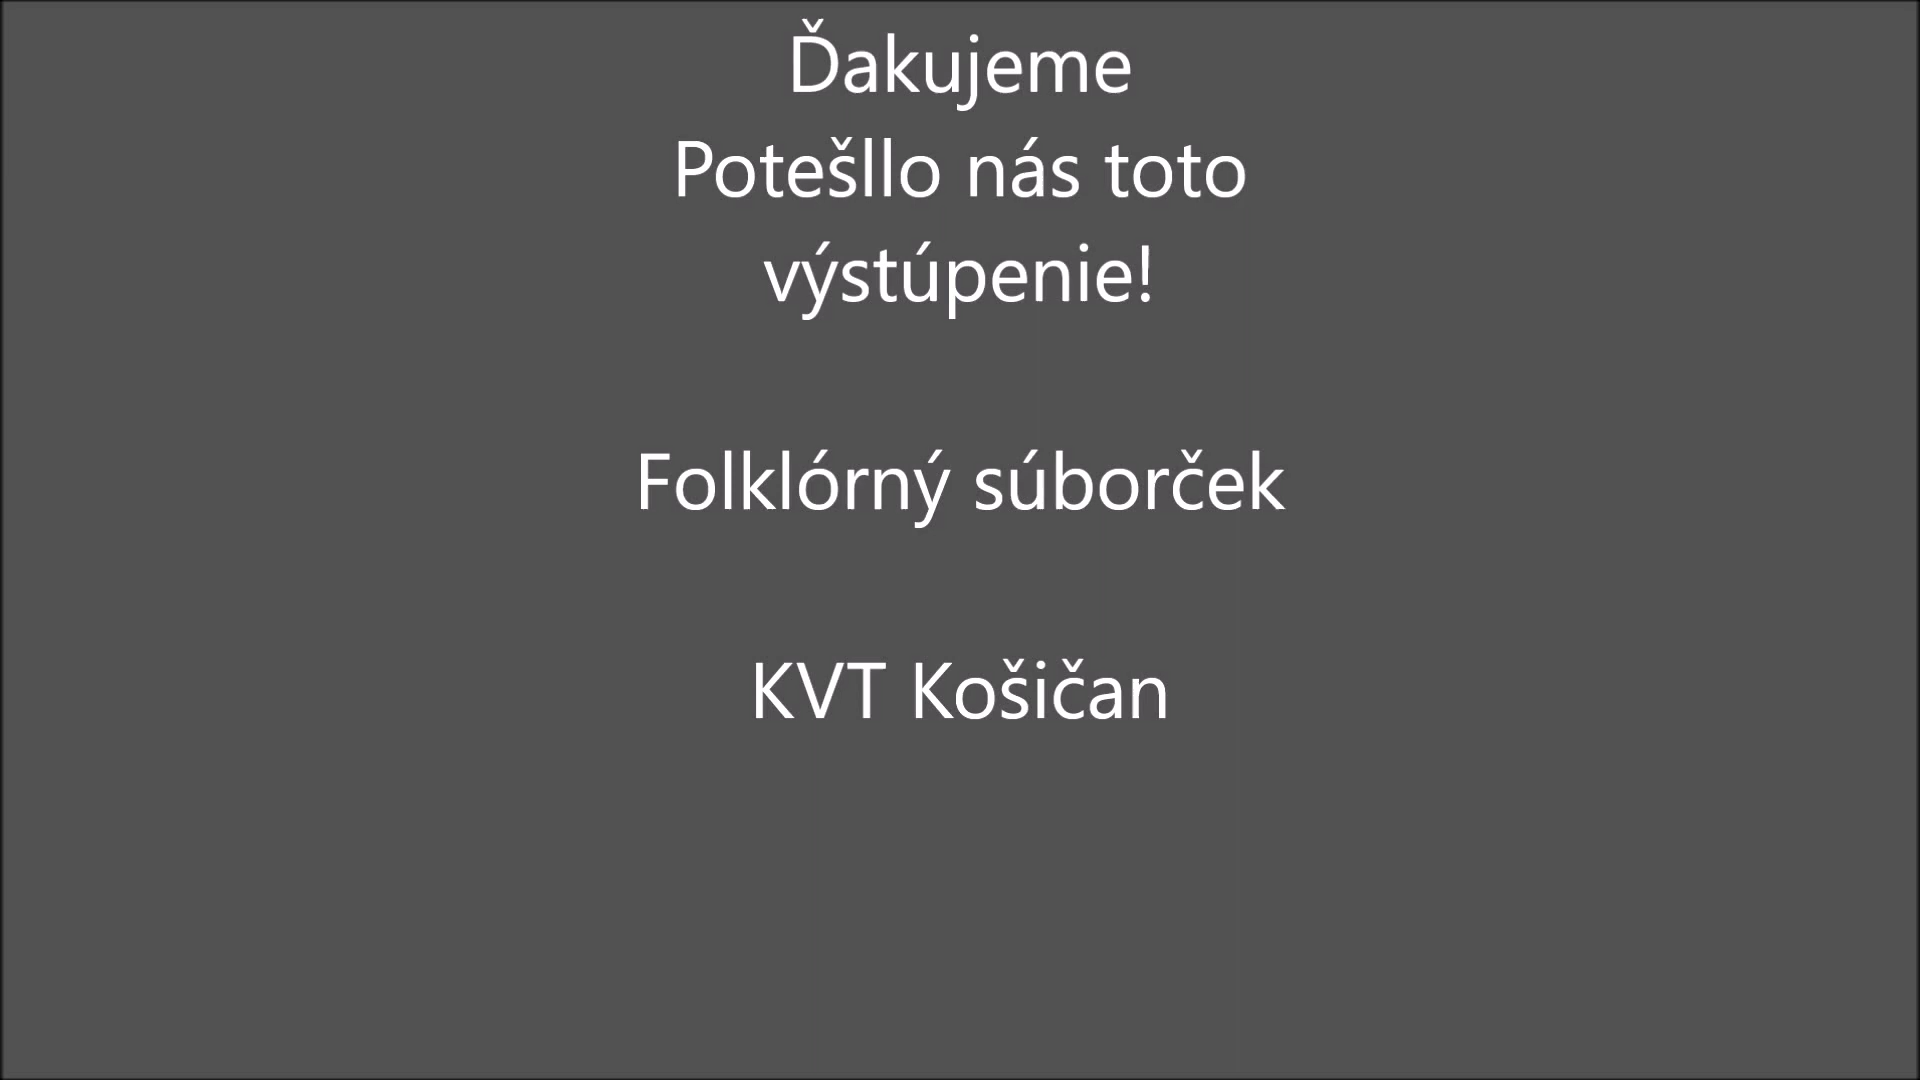 Ďakujeme
Potešllo nás toto
výstúpenie!
Folklórný súborček
KVT Košičan